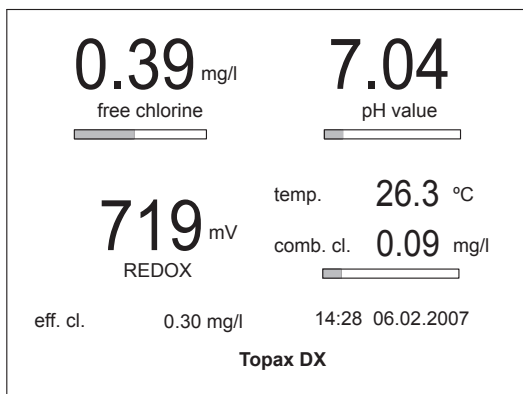 0.39 mg/l
free chlorine
7.04
pH value
719 mV
REDOX
temp. 26.3 ºC
comb. cl. 0.09 mg/l
eff. cl. 0.30 mg/l
14:28 06.02.2007
Topax DX